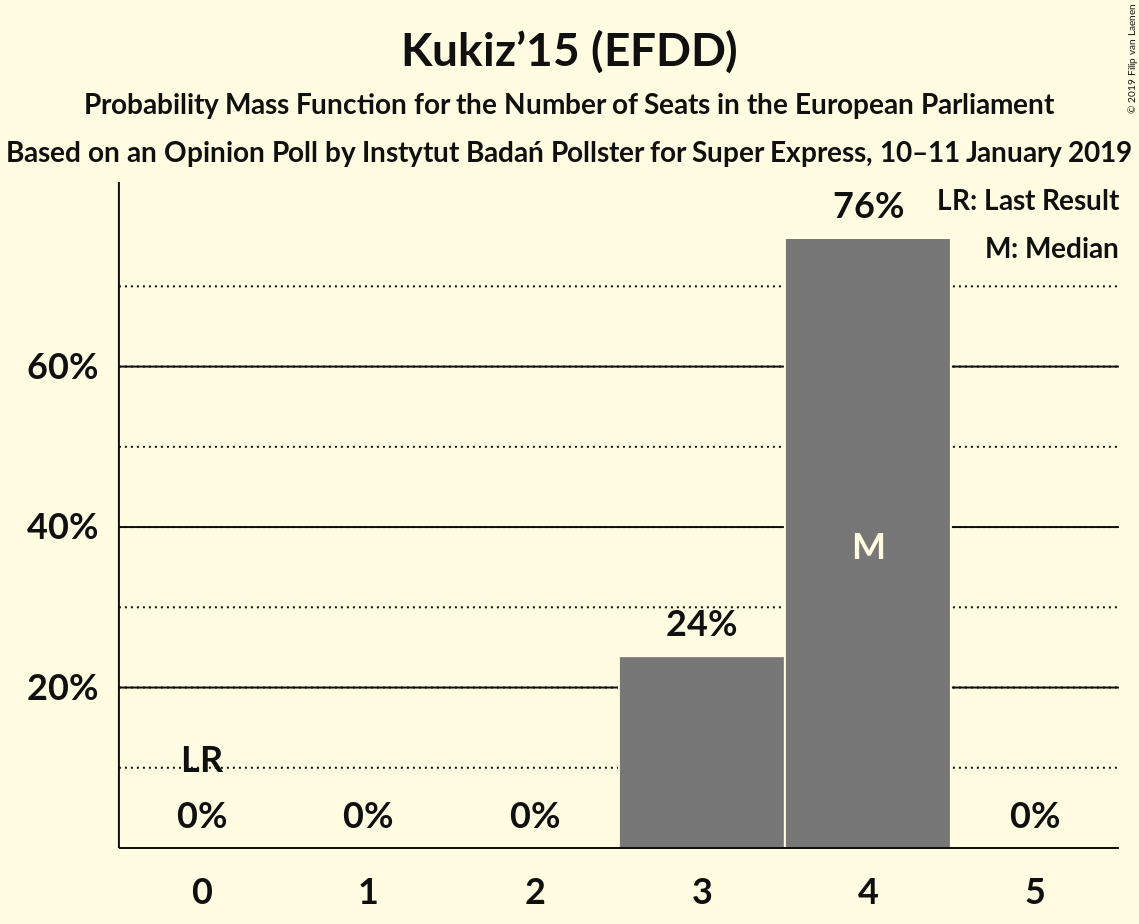 Kukiz’15 (EFDD)
Probability Mass Function for the Number of Seats in the European Parliament
Based on an Opinion Poll by Instytut Badań Pollster for Super Express, 10–11 January 2019
© 2019 Filip van Laenen
LR: Last Result
M: Median
76%
60%
40%
M
24%
20%
LR
0% 0% 0% 0%
0 1 2 3 4 5